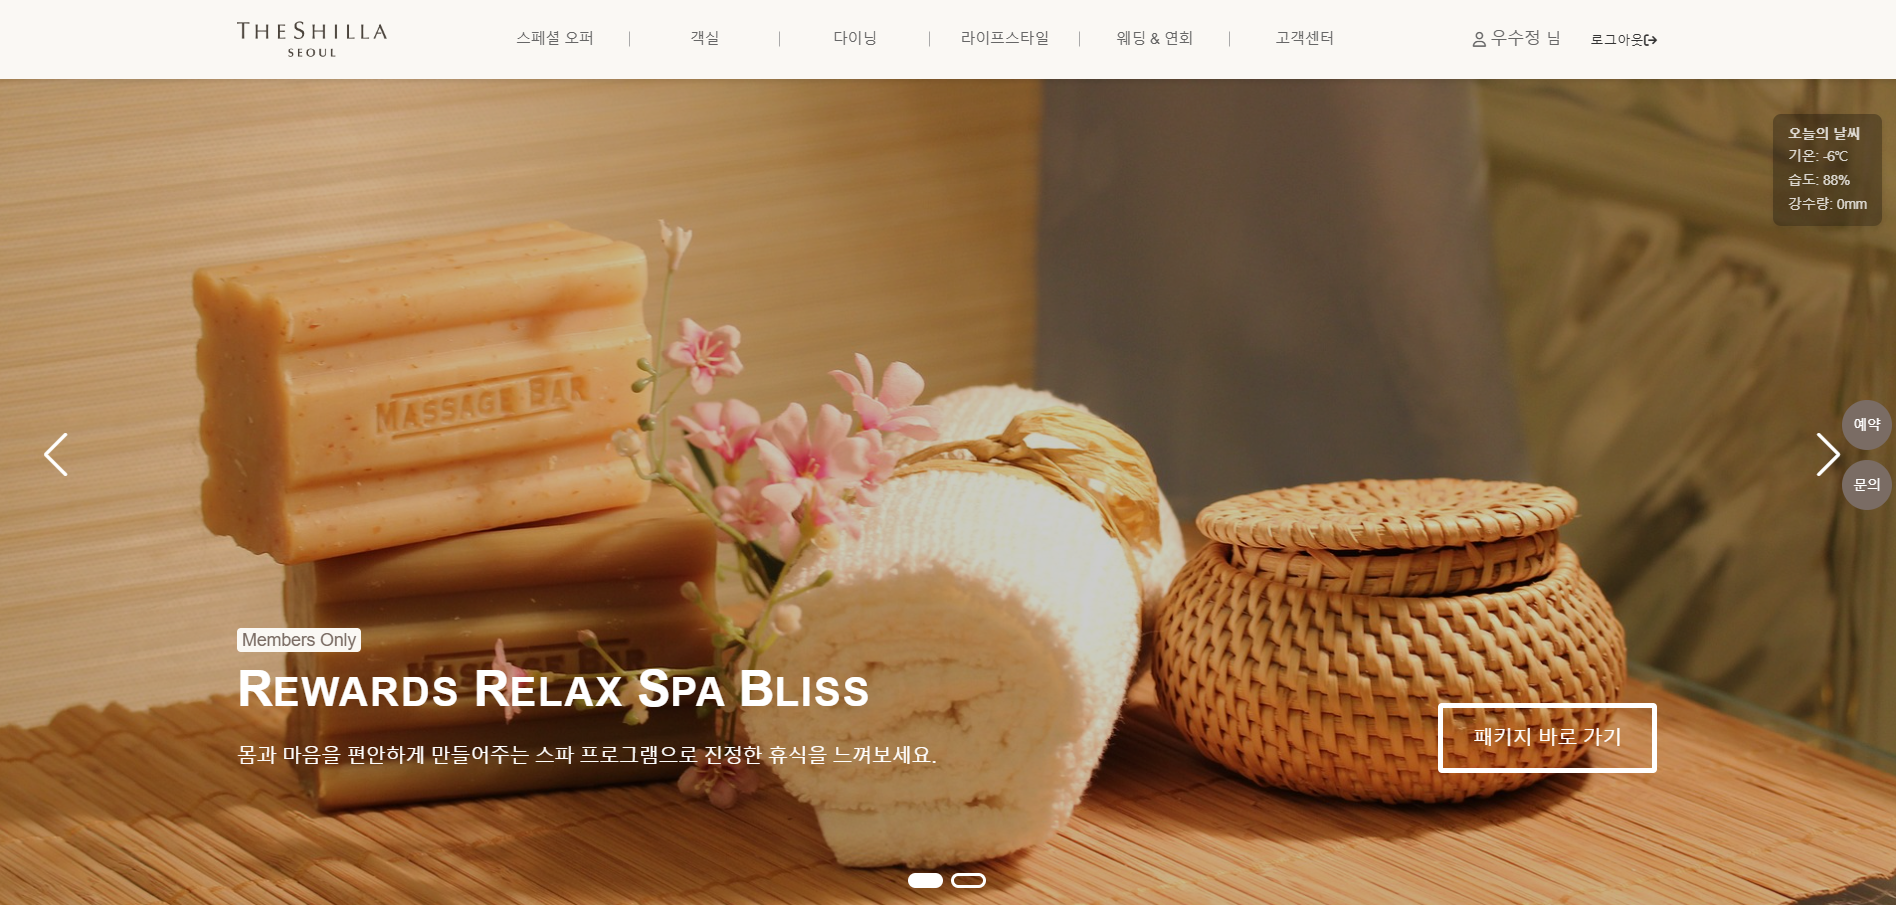 THE SHILLA
SEOUL
스페셜 오퍼
객실
다이닝
라이프스타일
웨딩 & 연회
고객센터
우수정 님
로그아웃
오늘의 날씨
기온: -6℃
습도: 88%
강수량: 0mm
MASSAGE BAR
예약
문의
MASSAGE BAR
Members Only
REWARDS RELAX SPA BLISS
몸과 마음을 편안하게 만들어주는 스파 프로그램으로 진정한 휴식을 느껴보세요.
패키지 바로 가기